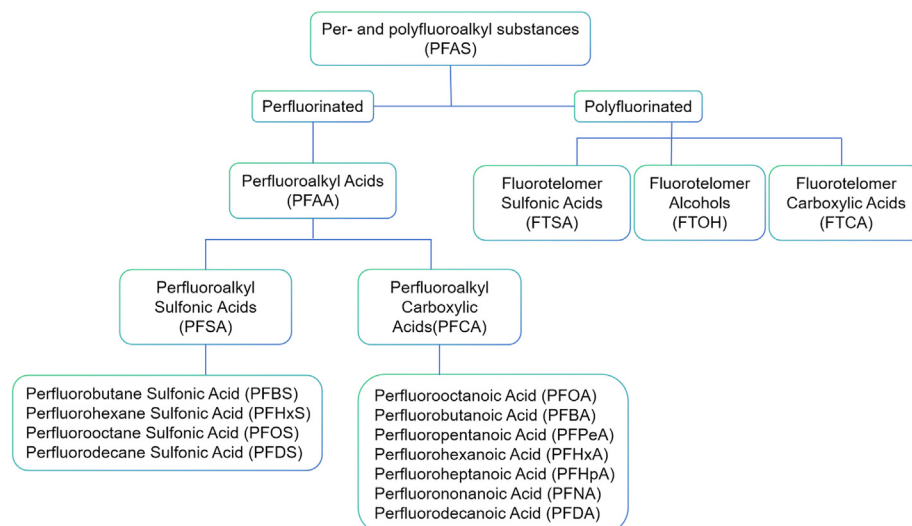 Per- and polyfluoroalkyl substances
(PFAS)
Perfluorinated
Polyfluorinated
Perfluoroalkyl Acids
(PFAA)
Fluorotelomer
Sulfonic Acids
(FTSA)
Fluorotelomer
Alcohols
(FTOH)
Fluorotelomer
Carboxylic Acids
(FTCA)
Perfluoroalkyl
Sulfonic Acids
(PFSA)
Perfluoroalkyl
Carboxylic
Acids(PFCA)
Perfluorobutane Sulfonic Acid (PFBS)
Perfluorohexane Sulfonic Acid (PFHxS)
Perfluorooctane Sulfonic Acid (PFOS)
Perfluorodecane Sulfonic Acid (PFDS)
Perfluorooctanoic Acid (PFOA)
Perfluorobutanoic Acid (PFBA)
Perfluoropentanoic Acid (PFPeA)
Perfluorohexanoic Acid (PFHxA)
Perfluoroheptanoic Acid (PFHpA)
Perfluorononanoic Acid (PFNA)
Perfluorodecanoic Acid (PFDA)